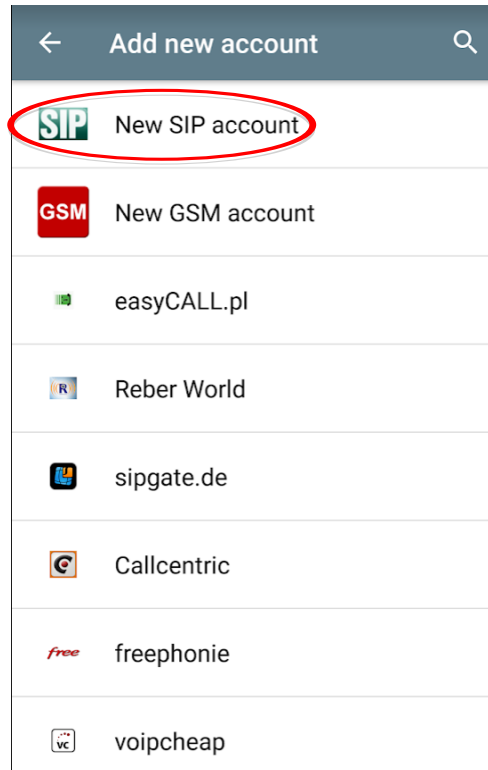 Add new account
SIP New SIP account
GSM New GSM account
easyCALL.pl
R Reber World
sipgate.de
Callcentric
free freephonie
vc voipcheap